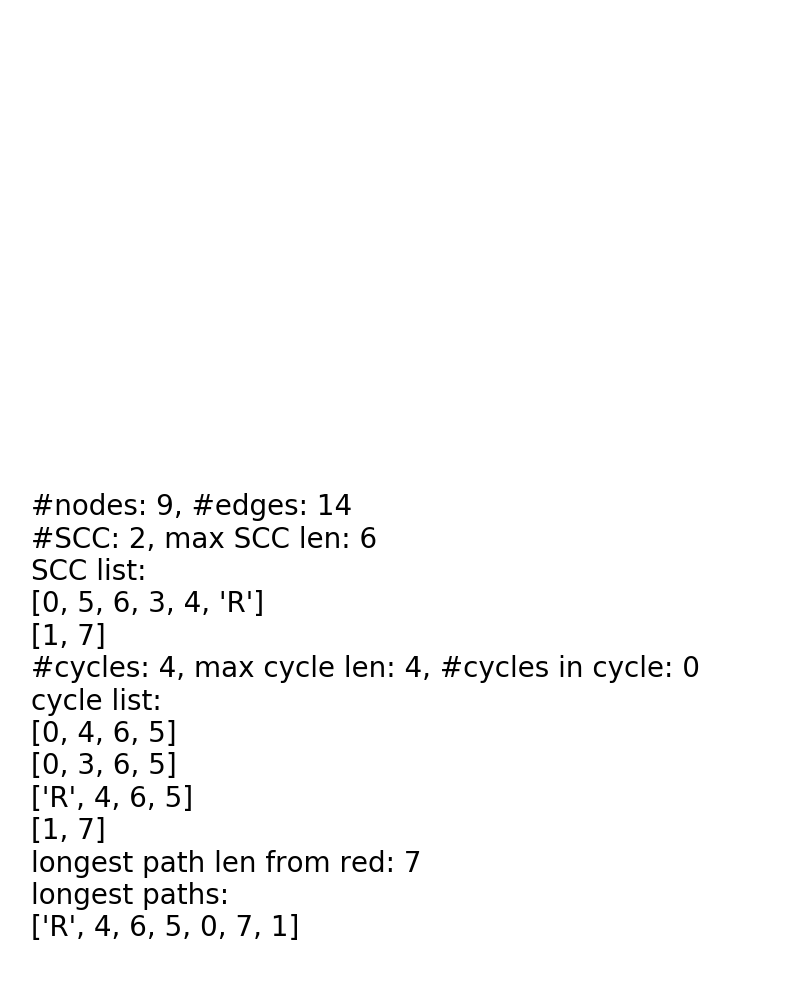 #nodes: 9, #edges: 14
#SCC: 2, max SCC len: 6
SCC list:
[0, 5, 6, 3, 4, 'R']
[1, 7]
#cycles: 4, max cycle len: 4, #cycles in cycle: 0
cycle list:
[0, 4, 6, 5]
[0, 3, 6, 5]
['R', 4, 6, 5]
[1, 7]
longest path len from red: 7
longest paths:
['R', 4, 6, 5, 0, 7, 1]